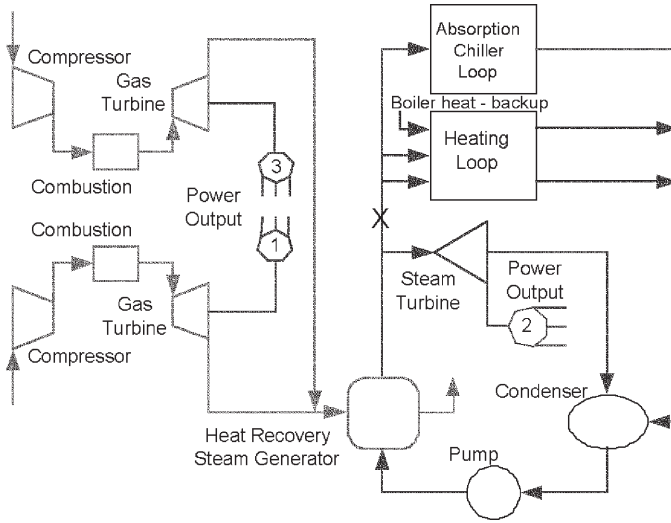 Compressor
Gas
Turbine
Combustion
3
Power
Output
1
Combustion
Gas
Turbine
Compressor
Heat Recovery
Steam Generator
Absorption
Chiller
Loop
Boiler heat - backup
Heating
Loop
X
Steam
Turbine
Power
Output
2
Condenser
Pump